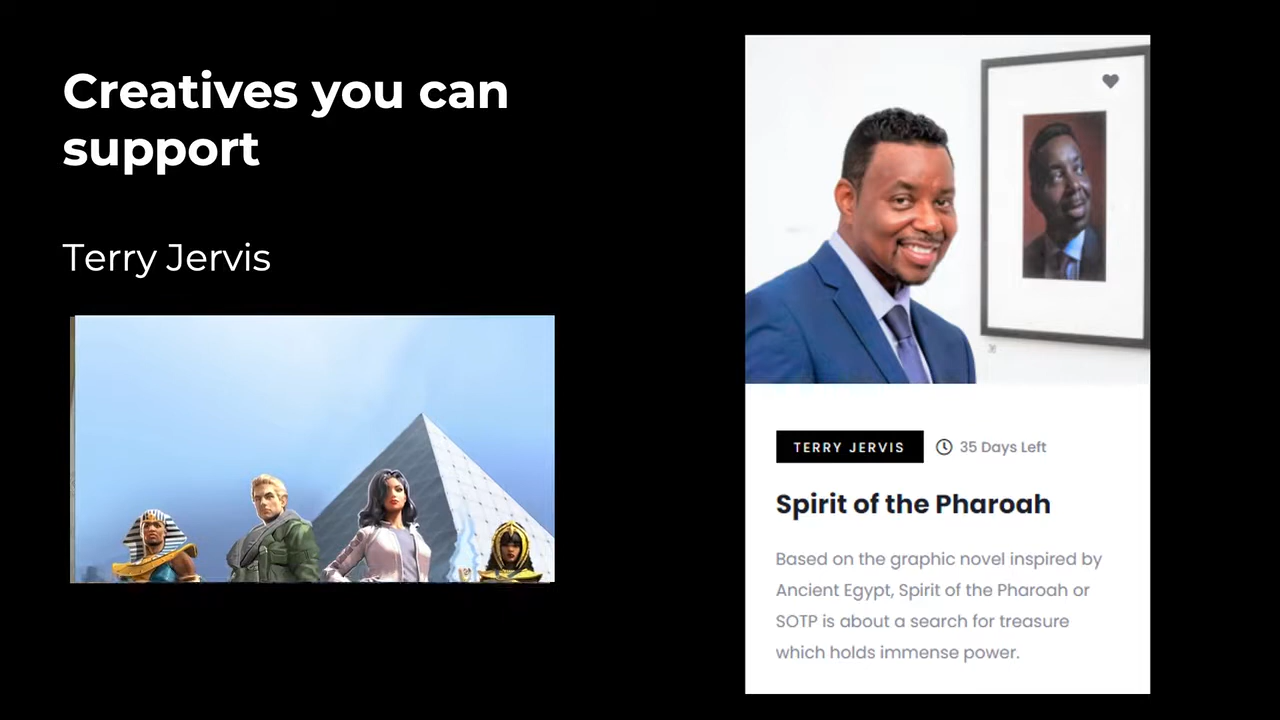 Creatives you can
support
Terry Jervis
TERRY JERVIS
35 Days Left
Spirit of the Pharoah
Based on the graphic novel inspired by
Ancient Egypt, Spirit of the Pharoah or
SOTP is about a search for treasure
which holds immense power.